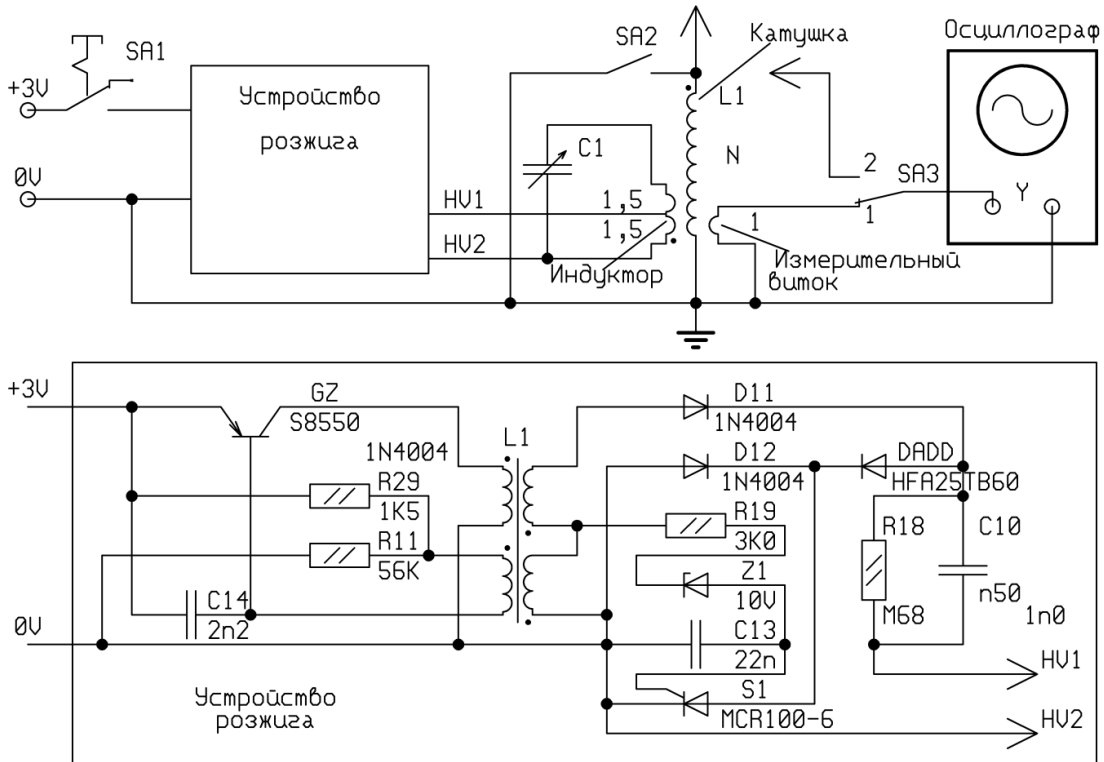 SA1
+3V
0V
Устройство
розжига
HV1
HV2
C1
1,5
1,5
Индуктор
SA2
Катушка
L1
N
1
Измерительный
виток
2
1
SA3
Осциллограф
Y
+3V
GZ
S8550
1N4004
R29
1K5
R11
56K
C14
2n2
0V
L1
D11
1N4004
D12
1N4004
DADD
HFA25TB60
R19
3K0
Z1
10V
C13
22n
S1
MCR100-6
R18
M68
C10
n50
1n0
HV1
HV2
Устройство
розжига